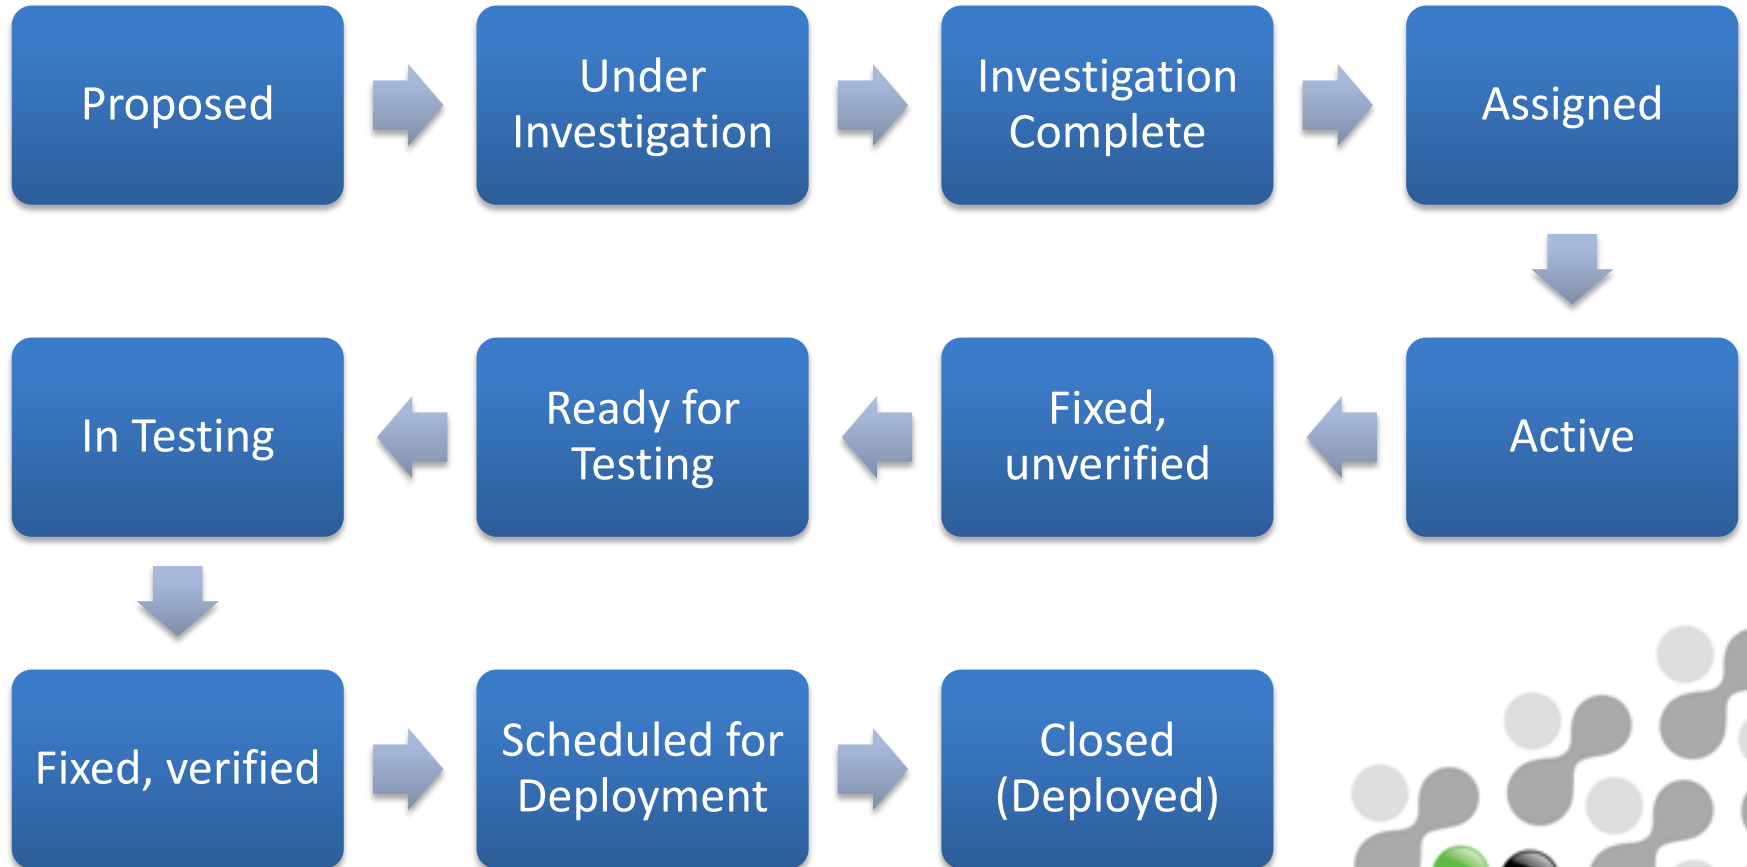 Proposed
Under
Investigation
Investigation
Complete
Assigned
Active
Fixed,
unverified
Ready for
Testing
In Testing
Fixed, verified
Scheduled for
Deployment
Closed
(Deployed)